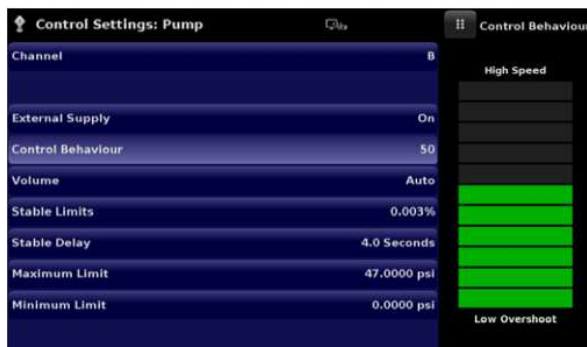 Control Settings: Pump
Channel B
External Supply On
Control Behaviour 50
Volume Auto
Stable Limits 0.003%
Stable Delay 4.0 Seconds
Maximum Limit 47.0000 psi
Minimum Limit 0.0000 psi
Control Behaviour
High Speed
Low Overshoot